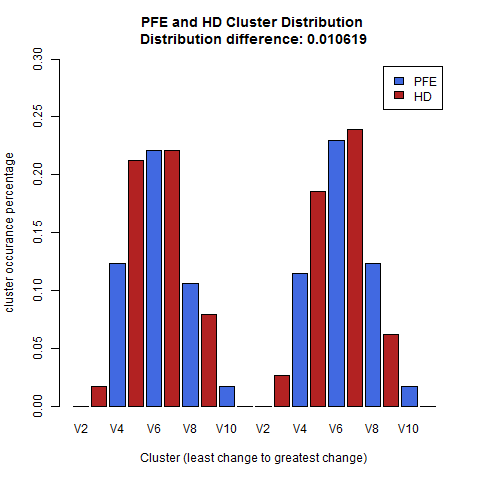 PFE and HD Cluster Distribution
Distribution difference: 0.010619
PFE
HD
cluster occurance percentage
0.30
0.25
0.20
0.15
0.10
0.05
0.00
V2 V4 V6 V8 V10 V2 V4 V6 V8 V10
Cluster (least change to greatest change)